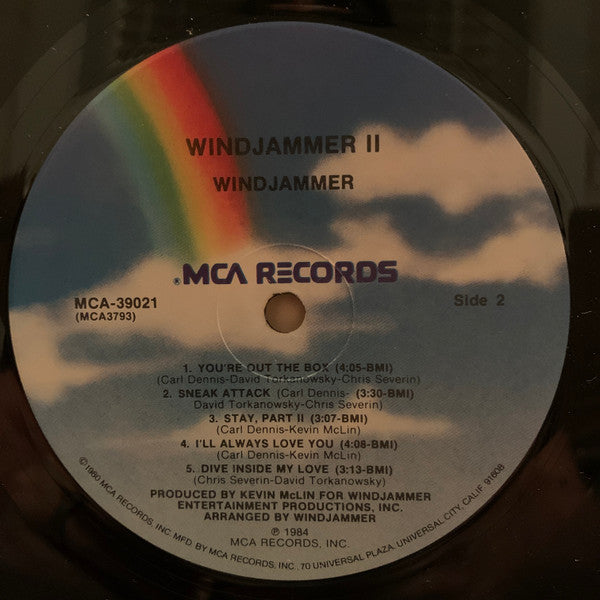 WINDJAMMER II
WINDJAMMER
®MCA RECORDS
MCA-39021
(MCA3793)
Side 2
1. YOU'RE OUT THE BOX (4:05-BMI)
(Carl Dennis-David Torkanowsky-Chris Severin)
2. SNEAK ATTACK (Carl Dennis- (3:30-BMI)
David Torkanowsky-Chris Severin)
3. STAY, PART II (3:07-BMI)
(Carl Dennis-Kevin McLin)
4. I'LL ALWAYS LOVE YOU (4:06-BMI)
(Carl Dennis-Kevin McLin)
5. DIVE INSIDE MY LOVE (3:13-BMI)
(Chris Severin-David Torkanowsky)
PRODUCED BY KEVIN McLIN FOR WINDJAMMER
ENTERTAINMENT PRODUCTIONS, INC.
ARRANGED BY WINDJAMMER
℗ 1984
MCA RECORDS, INC.
©1980 MCA RECORDS, INC. MFD. BY MCA RECORDS, INC., 70 UNIVERSAL PLAZA, UNIVERSAL CITY, CALIF. 91608